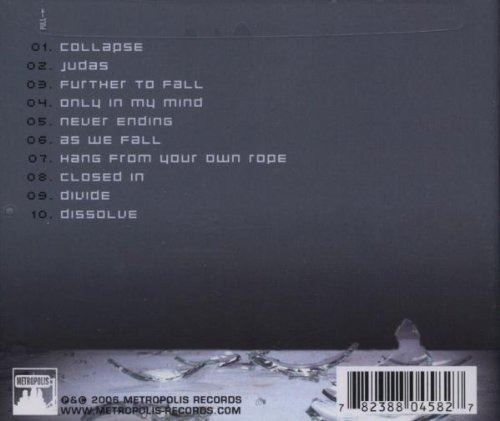 PULL
01. COLLAPSE
02. JUDAS
03. FURTHER TO FALL
04. ONLY IN MY MIND
05. NEVER ENDING
06. AS WE FALL
07. HANG FROM YOUR OWN ROPE
08. CLOSED IN
09. DIVIDE
10. DISSOLVE
METROPOLIS
℗&© 2006 METROPOLIS RECORDS
WWW.METROPOLIS-RECORDS.COM
7 82388 04582 7